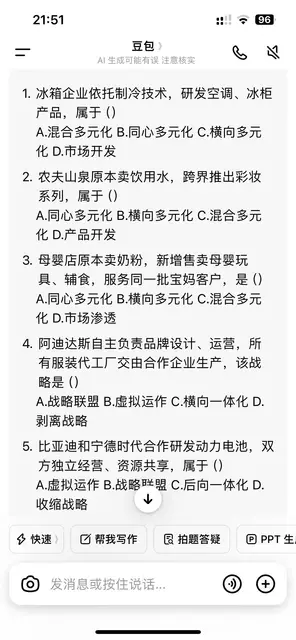 21:51
96
豆包
AI 生成可能有误 注意核实
1. 冰箱企业依托制冷技术，研发空调、冰柜
产品，属于 ()
A.混合多元化 B.同心多元化 C.横向多元
化 D.市场开发
2. 农夫山泉原本卖饮用水，跨界推出彩妆
系列，属于 ()
A.同心多元化 B.横向多元化 C.混合多元
化 D.产品开发
3. 母婴店原本卖奶粉，新增售卖母婴玩
具、辅食，服务同一批宝妈客户，是 ()
A.同心多元化 B.横向多元化 C.混合多元
化 D.市场渗透
4. 阿迪达斯自主负责品牌设计、运营，所
有服装代工厂交由合作企业生产，该战
略是 ()
A.战略联盟 B.虚拟运作 C.横向一体化 D.
剥离战略
5. 比亚迪和宁德时代合作研发动力电池，双
方独立经营、资源共享，属于 ()
A.虚拟运作 B.战略联盟 C.后向一体化 D.
收缩战略
快速
帮我写作
拍题答疑
PPT 生
发消息或按住说话...